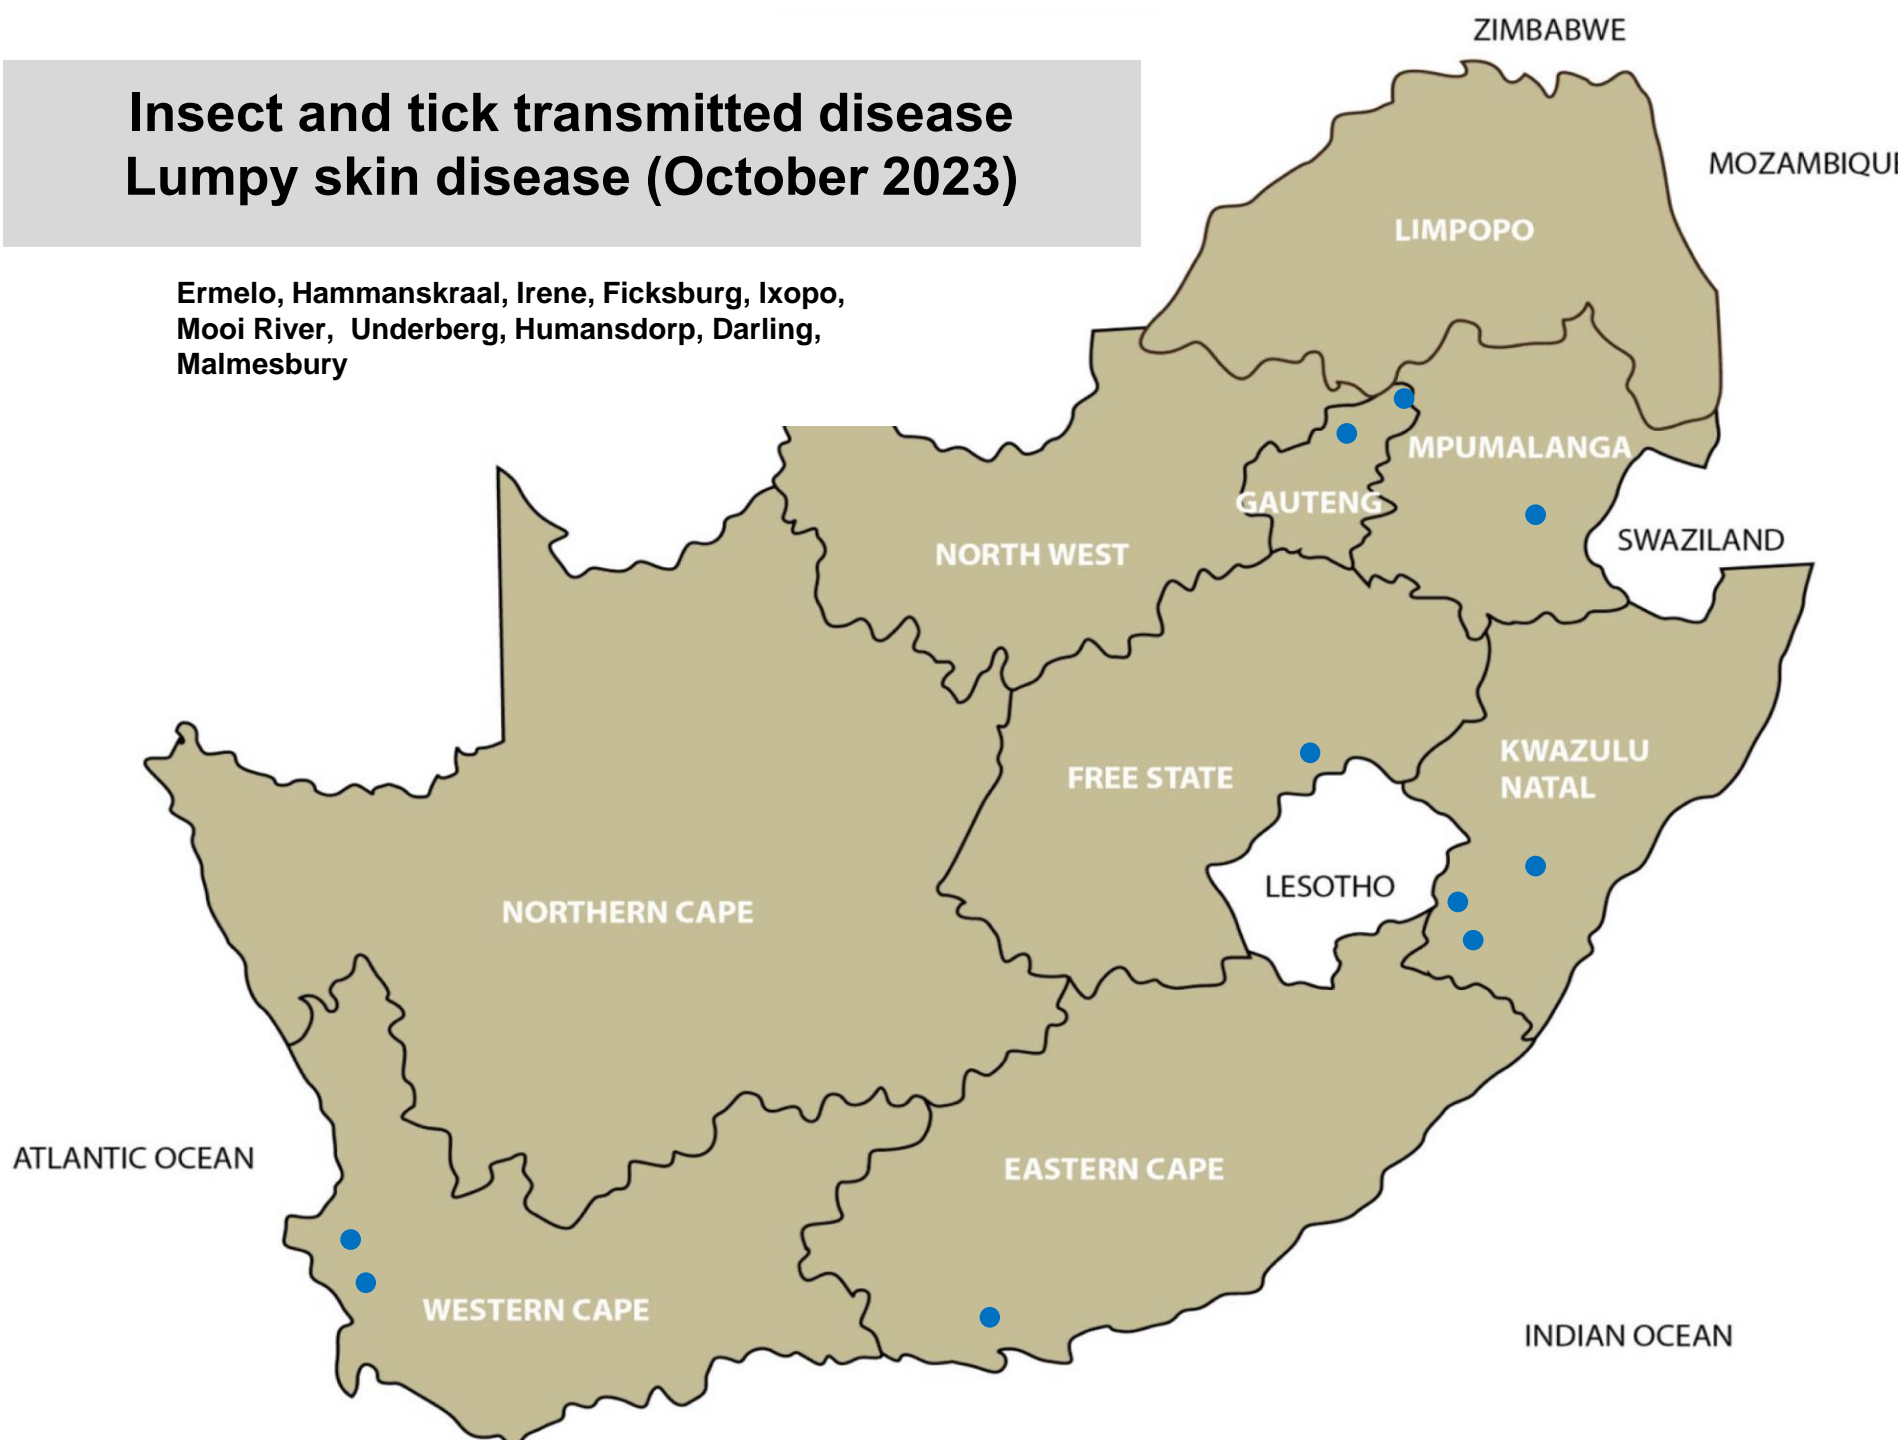 ZIMBABWE
Insect and tick transmitted disease
Lumpy skin disease (October 2023)
MOZAMBIQUE
LIMPOPO
Ermelo, Hammanskraal, Irene, Ficksburg, Ixopo,
Mooi River,  Underberg, Humansdorp, Darling,
Malmesbury
MPUMALANGA
GAUTENG
SWAZILAND
NORTH WEST
KWAZULU
NATAL
FREE STATE
LESOTHO
NORTHERN CAPE
ATLANTIC OCEAN
EASTERN CAPE
WESTERN CAPE
INDIAN OCEAN